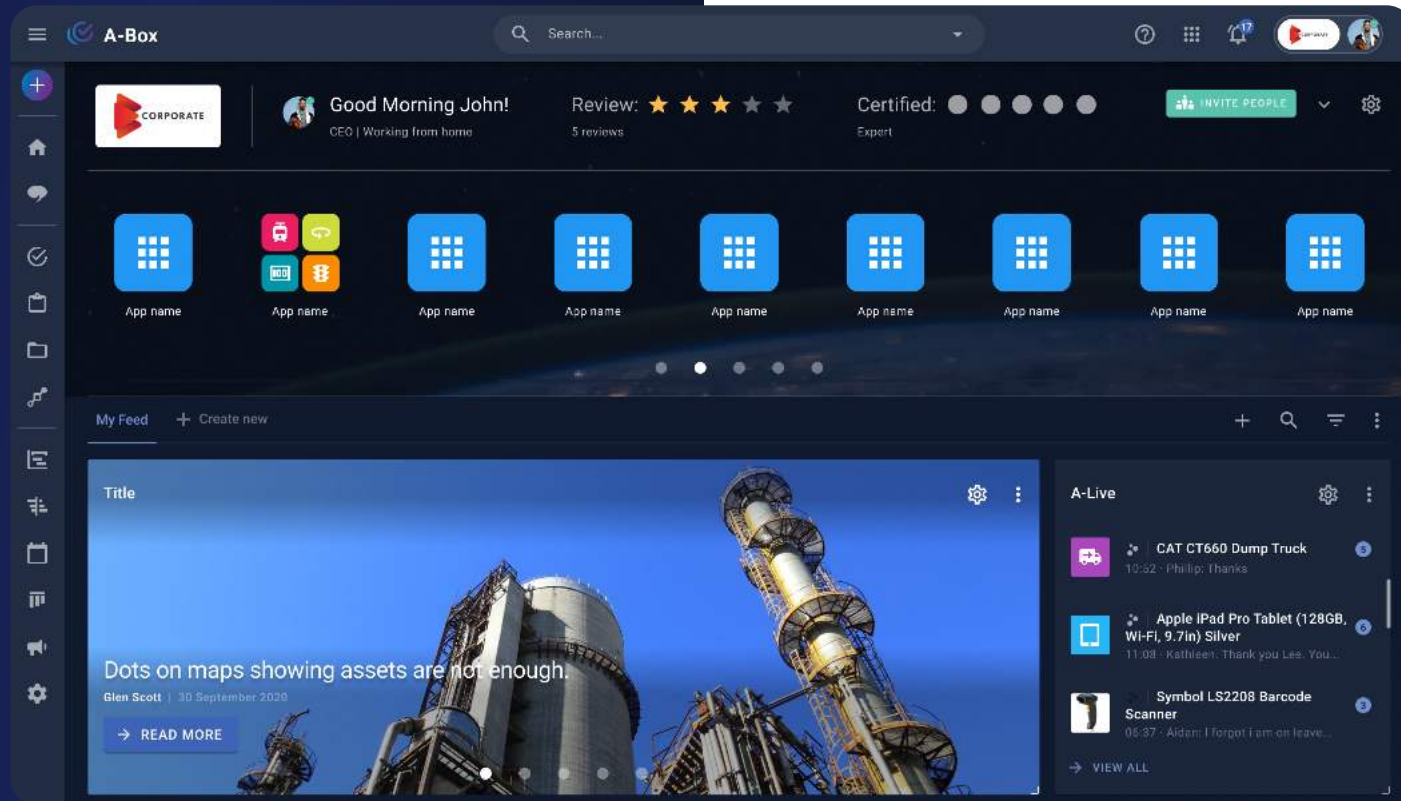 A-Box
Search...
17
CORPORATE
CORPORATE
Good Morning John!
CEO | Working from home
Review:
5 reviews
Certified:
Expert
INVITE PEOPLE
App name
App name
App name
App name
App name
App name
App name
App name
App name
My Feed
Create new
Title
Dots on maps showing assets are not enough.
Glen Scott | 30 September 2020
READ MORE
A-Live
CAT CT660 Dump Truck
5
10:52 · Phillip: Thanks
Apple iPad Pro Tablet (128GB,
Wi-Fi, 9.7in) Silver
6
11:08 · Kathleen: Thank you Lee. You...
Symbol LS2208 Barcode
Scanner
3
06:37 · Aidan: I forgot i am on leave...
VIEW ALL